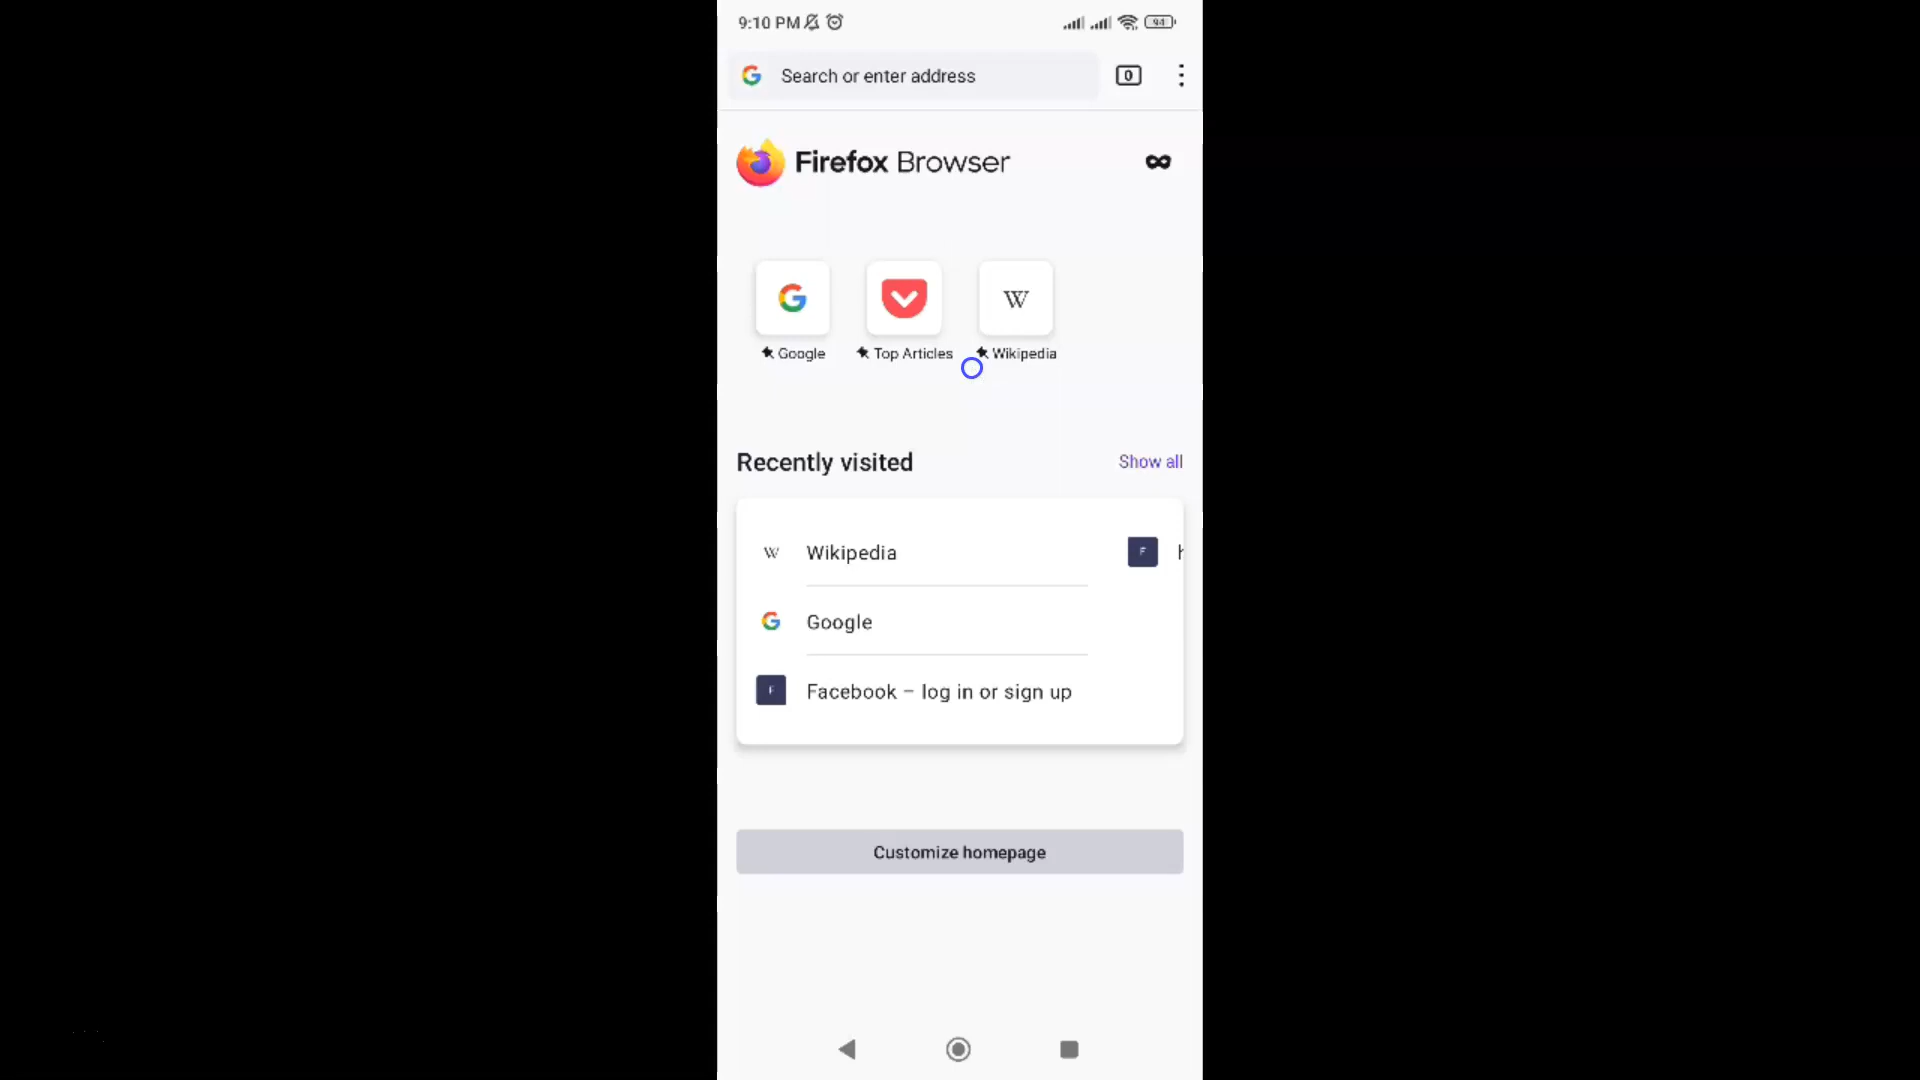 9:10 PM
94
Search or enter address
0
Firefox Browser
W
Google
Top Articles
Wikipedia
Recently visited
Show all
W Wikipedia
F
Google
F Facebook – log in or sign up
Customize homepage